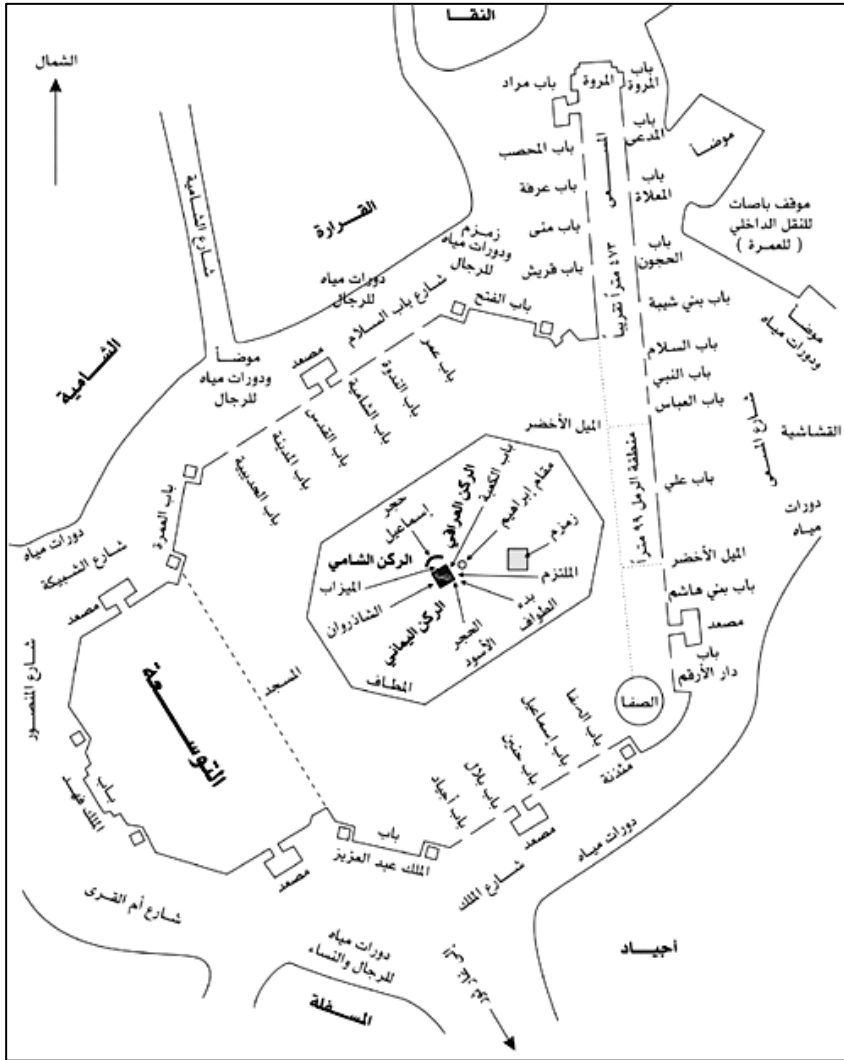 النقا
الشمال
باب مراد
المروة
باب
المروة
باب
المدعى
موضأ
باب المحصب
المسعى
باب
المعلاة
باب عرفة
موقف باصات
للنقل الداخلي
( للعمرة )
شارع الشامية
القرارة
زمزم
ودورات مياه
للرجال
باب منى
باب قريش
باب
الحجون
٤٧٣ متراً تقريباً
دورات مياه
للرجال
شارع باب السلام
باب الفتح
باب بني شيبة
موضأ
ودورات مياه
الشامية
موضأ
ودورات مياه
للرجال
مصعد
باب عمر
باب الندوة
باب الشامية
باب القدس
باب المدينة
باب الحديبية
باب السلام
باب النبي
باب العباس
الميل الأخضر
شارع المسعى
القشاشية
منطقة الرمل ٩٩ متراً
باب علي
دورات
مياه
باب العمرة
حجر
إسماعيل
الركن العراقي
باب الكعبة
مقام إبراهيم
زمزم
الركن الشامي
الميزاب
الملتزم
الشاذروان
الركن اليماني
الحجر
الأسود
بدء
الطواف
المطاف
الميل الأخضر
باب بني هاشم
مصعد
باب
دار الأرقم
الصفا
دورات مياه
شارع الشبيكة
مصعد
شارع المنصور
التوسعة
المسجد
باب
الملك فهد
باب الصفا
باب إسماعيل
باب حنين
باب بلال
باب أجياد
مئذنة
مصعد
باب
الملك عبد العزيز
مصعد
شارع الملك
دورات مياه
شارع أم القرى
دورات مياه
للرجال والنساء
إلى غار ثور
أجياد
المسفلة